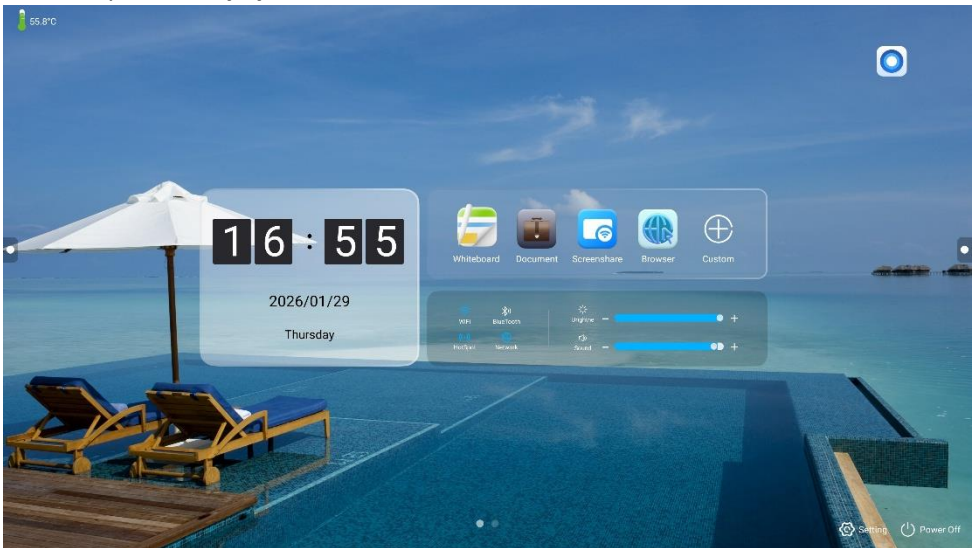 55.8°C
16:55
2026/01/29
Thursday
Whiteboard
Document
Screenshare
Browser
Custom
WiFi
BlueTooth
Hotspot
Network
Sound
Setting
Power Off